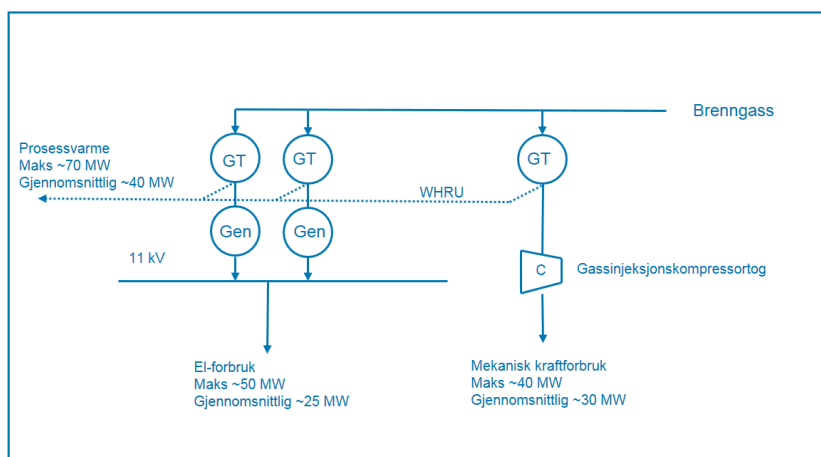 Brenngass
GT
GT
GT
Prosessvarme
Maks ~70 MW
Gjennomsnittlig ~40 MW
WHRU
Gen
Gen
11 kV
C
Gassinjeksjonskompressortog
El-forbruk
Maks ~50 MW
Gjennomsnittlig ~25 MW
Mekanisk kraftforbruk
Maks ~40 MW
Gjennomsnittlig ~30 MW